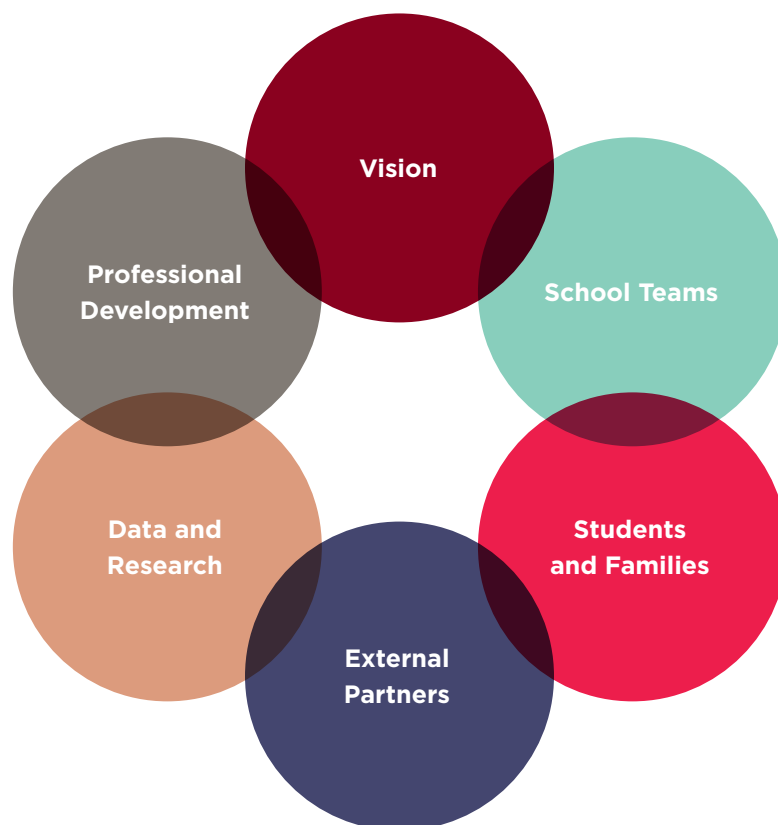 Vision
Professional
Development
School Teams
Data and
Research
Students
and Families
External
Partners